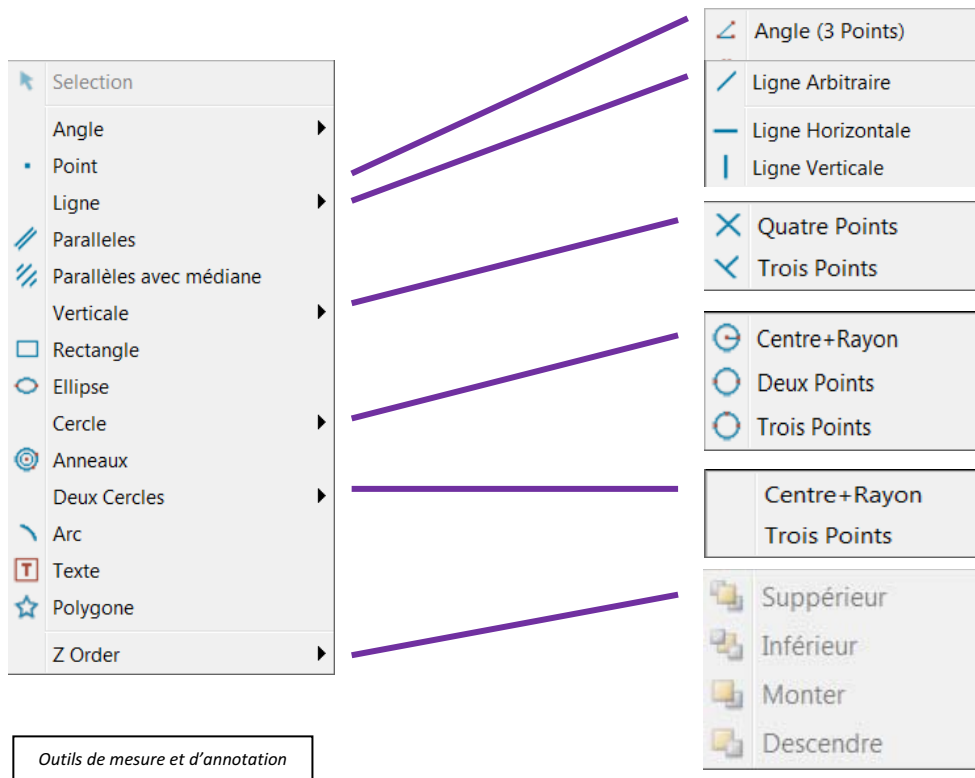 Selection
Angle
Point
Ligne
Paralleles
Parallèles avec médiane
Verticale
Rectangle
Ellipse
Cercle
Anneaux
Deux Cercles
Arc
T Texte
Polygone
Z Order
Outils de mesure et d'annotation
Angle (3 Points)
Ligne Arbitraire
Ligne Horizontale
Ligne Verticale
Quatre Points
Trois Points
Centre+Rayon
Deux Points
Trois Points
Centre+Rayon
Trois Points
Suppérieur
Inférieur
Monter
Descendre